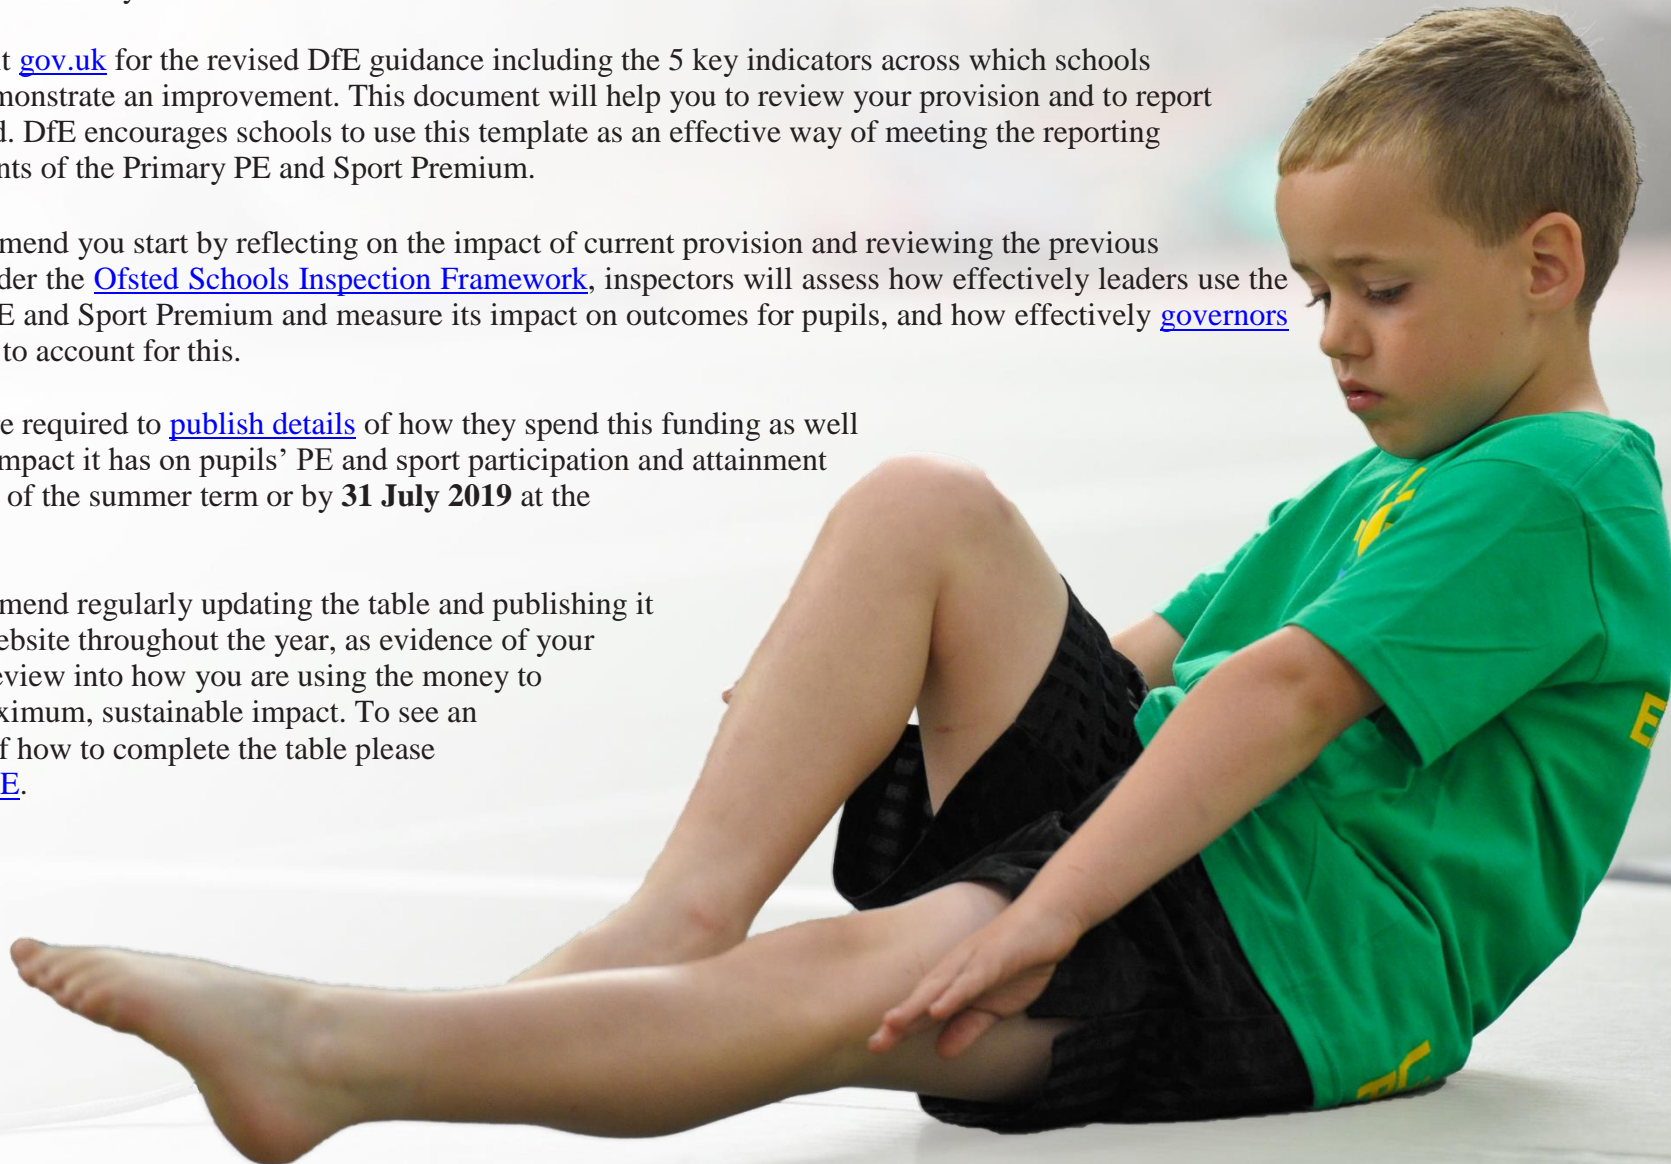 gov.uk for the revised DfE guidance including the 5 key indicators across which schools
an improvement. This document will help you to review your provision and to report
DfE encourages schools to use this template as an effective way of meeting the reporting
of the Primary PE and Sport Premium.
you start by reflecting on the impact of current provision and reviewing the previous
the Ofsted Schools Inspection Framework, inspectors will assess how effectively leaders use the
and Sport Premium and measure its impact on outcomes for pupils, and how effectively governors
to account for this.
required to publish details of how they spend this funding as well
impact it has on pupils’ PE and sport participation and attainment
of the summer term or by 31 July 2019 at the
mend regularly updating the table and publishing it
throughout the year, as evidence of your
into how you are using the money to
sustainable impact. To see an
how to complete the table please
E.